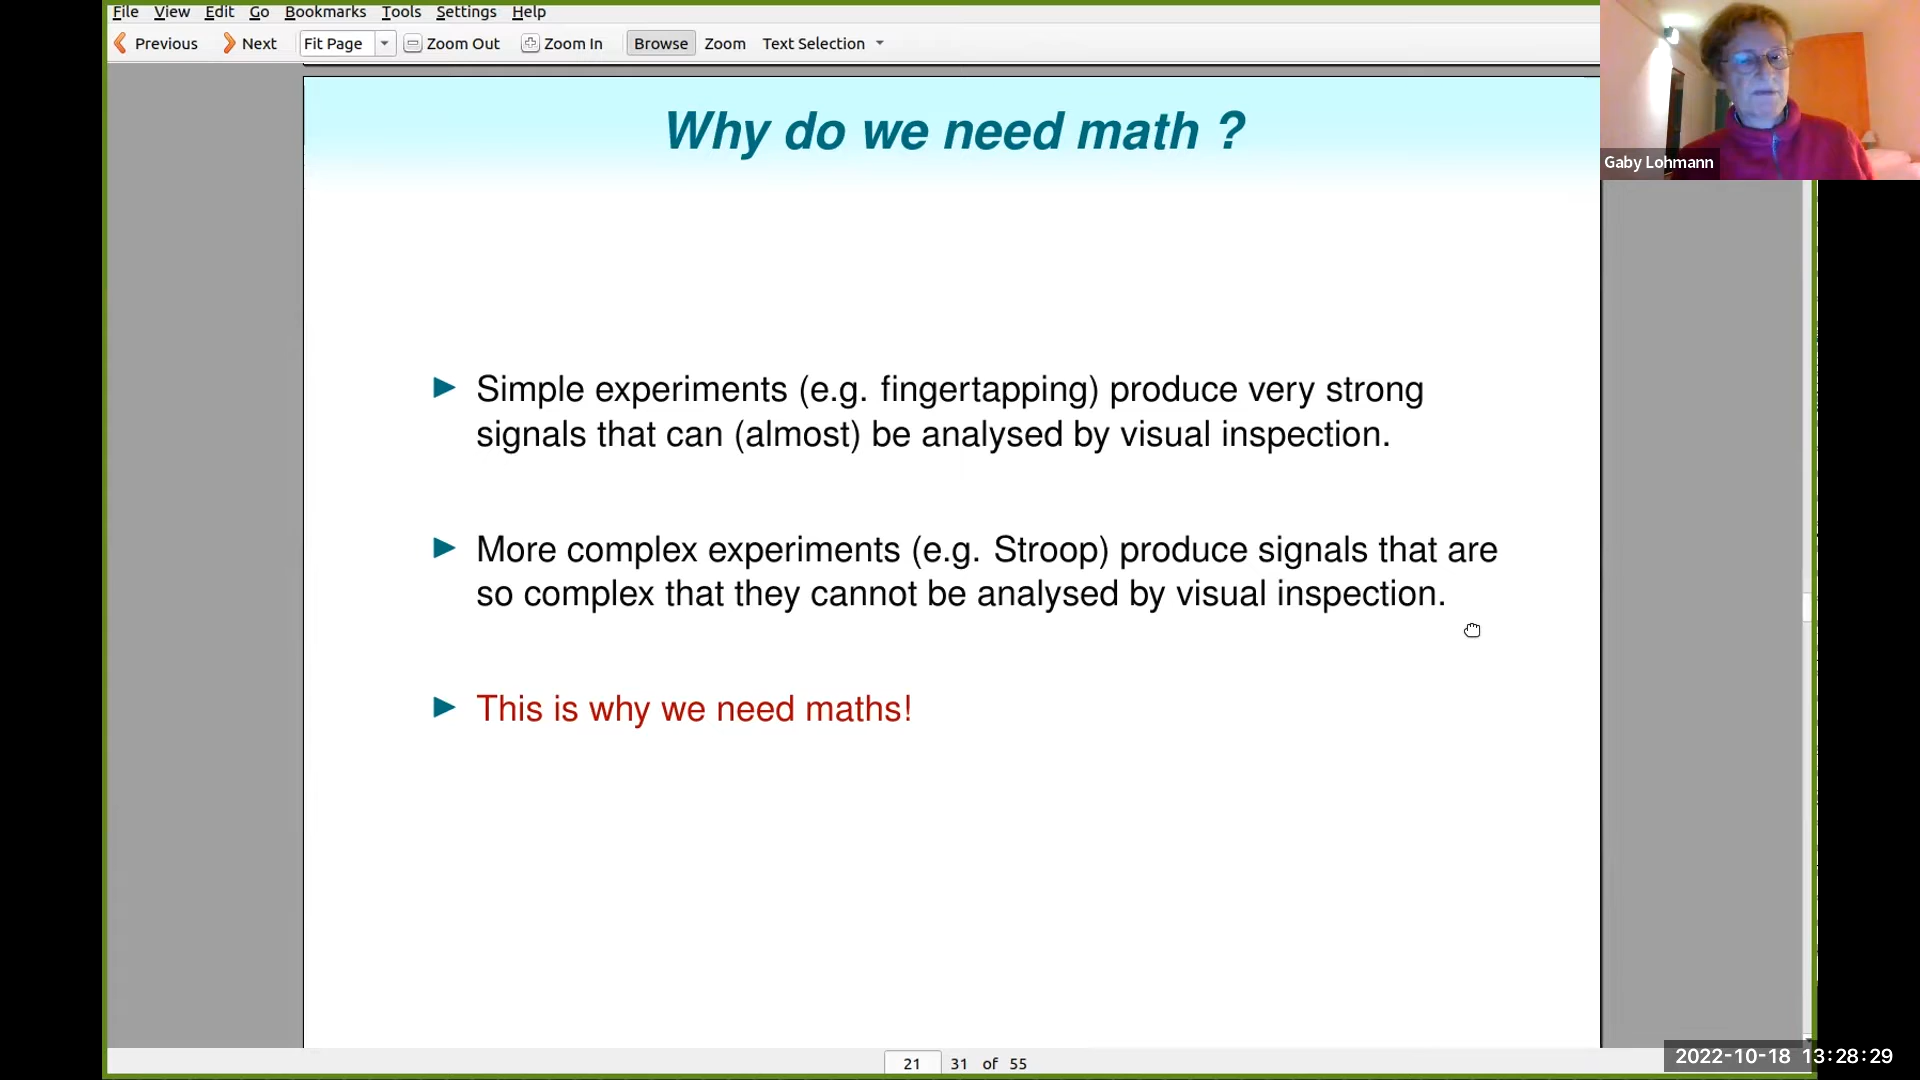 File View Edit Go Bookmarks Tools Settings Help
Previous Next Fit Page Zoom Out Zoom In Browse Zoom Text Selection
Gaby Lohmann
Why do we need math ?
Simple experiments (e.g. fingertapping) produce very strong
signals that can (almost) be analysed by visual inspection.
More complex experiments (e.g. Stroop) produce signals that are
so complex that they cannot be analysed by visual inspection.
This is why we need maths!
21 31 of 55
2022-10-18 13:28:29